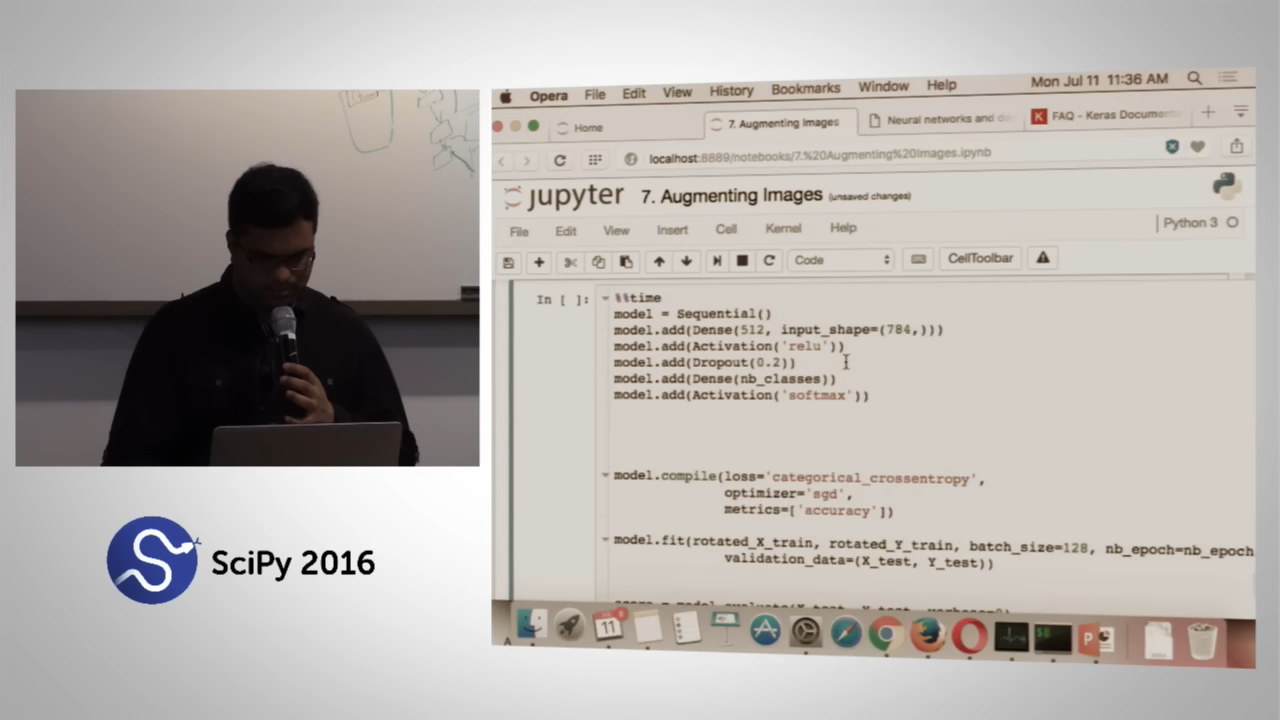 Opera File Edit View History Bookmarks Window Help Mon Jul 11 11:36 AM
Home 7. Augmenting Images Neural networks and de FAQ - Keras Documenta
localhost:8889/notebooks/7.%20Augmenting%20Images.ipynb
jupyter 7. Augmenting Images (unsaved changes)
File Edit View Insert Cell Kernel Help Python 3
Code CellToolbar
In [ ]: %%time
model = Sequential()
model.add(Dense(512, input_shape=(784,)))
model.add(Activation('relu'))
model.add(Dropout(0.2))
model.add(Dense(nb_classes))
model.add(Activation('softmax'))
model.compile(loss='categorical_crossentropy',
optimizer='sgd',
metrics=['accuracy'])
model.fit(rotated_X_train, rotated_Y_train, batch_size=128, nb_epoch=nb_epoch
validation_data=(X_test, Y_test))
11
SciPy 2016